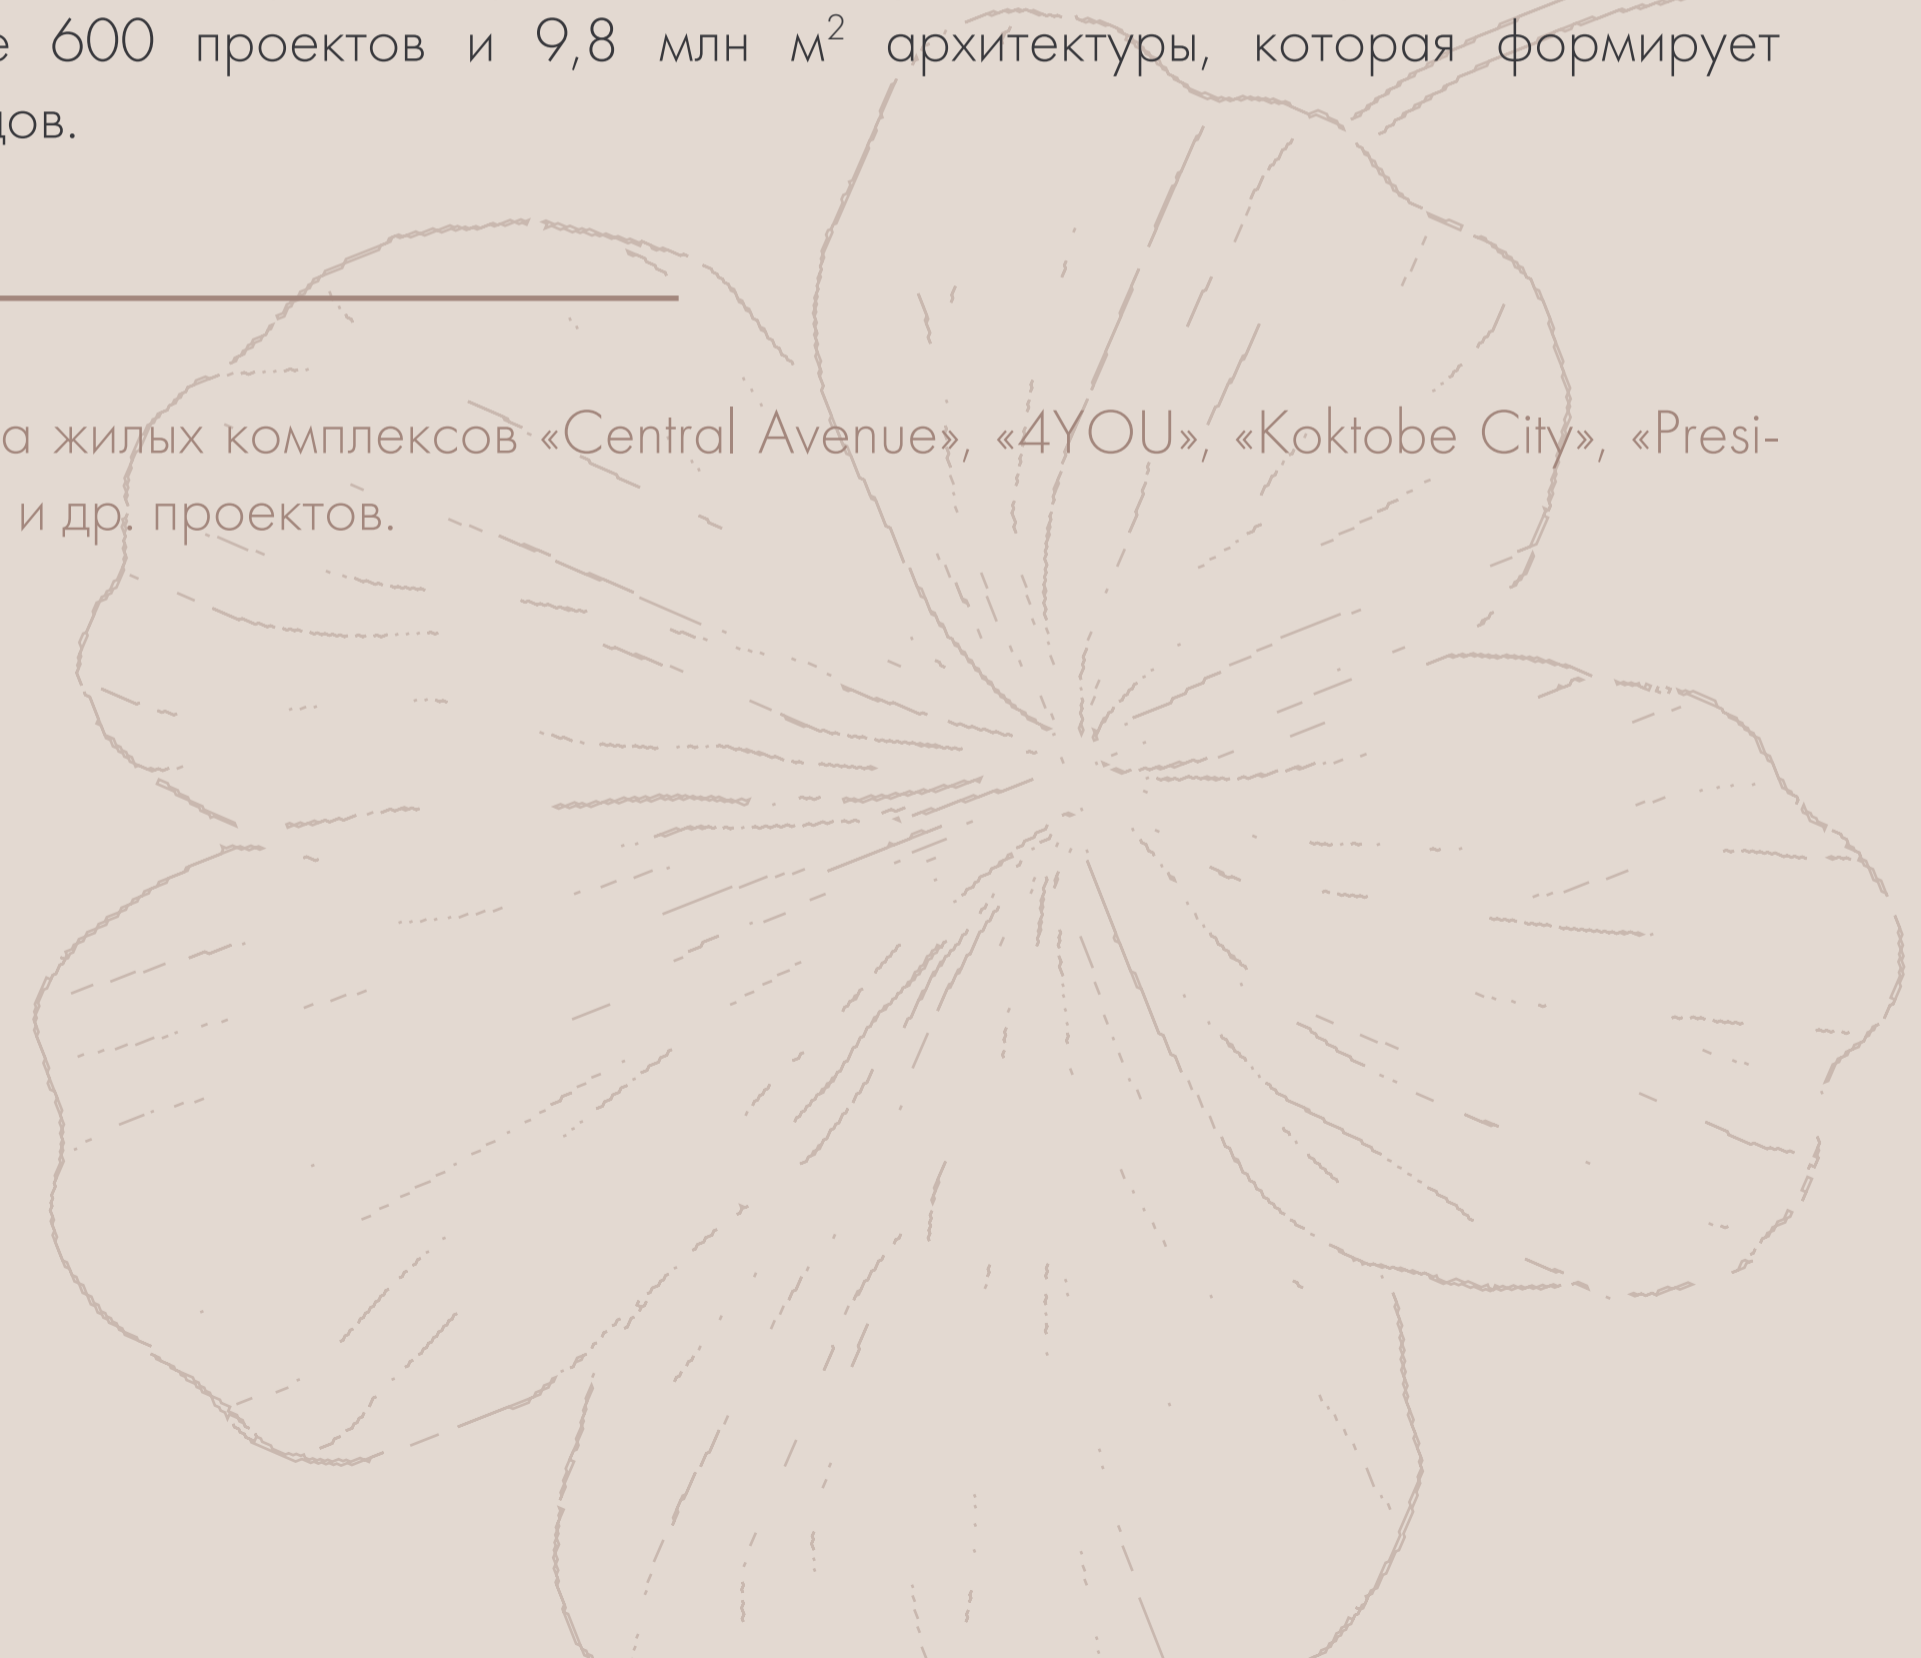 е 600 проектов и 9,8 млн м² архитектуры, которая формирует
дов.
а жилых комплексов «Central Avenue», «4YOU», «Koktobe City», «Presi-
и др. проектов.